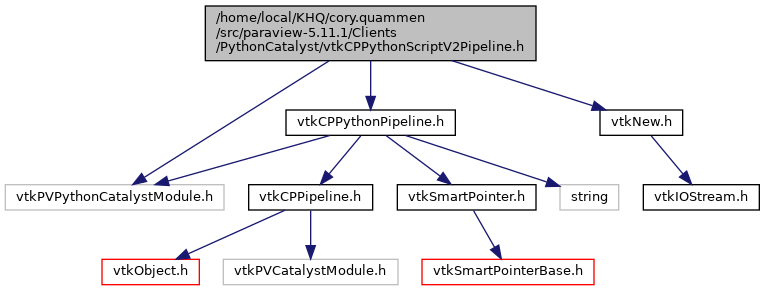 /home/local/KHQ/cory.quammen
/src/paraview-5.11.1/Clients
/PythonCatalyst/vtkCPPythonScriptV2Pipeline.h
vtkCPPythonPipeline.h
vtkNew.h
vtkPVPythonCatalystModule.h
vtkCPPipeline.h
vtkSmartPointer.h
string
vtkIOStream.h
vtkObject.h
vtkPVCatalystModule.h
vtkSmartPointerBase.h